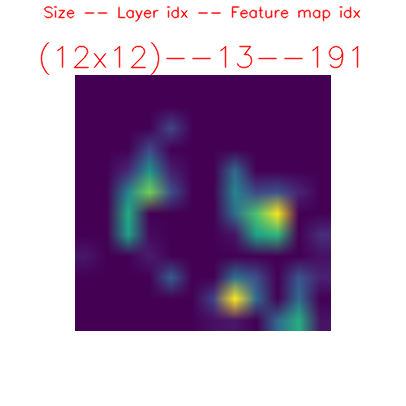 Size -- Layer idx -- Feature map idx
(12x12)--13--191